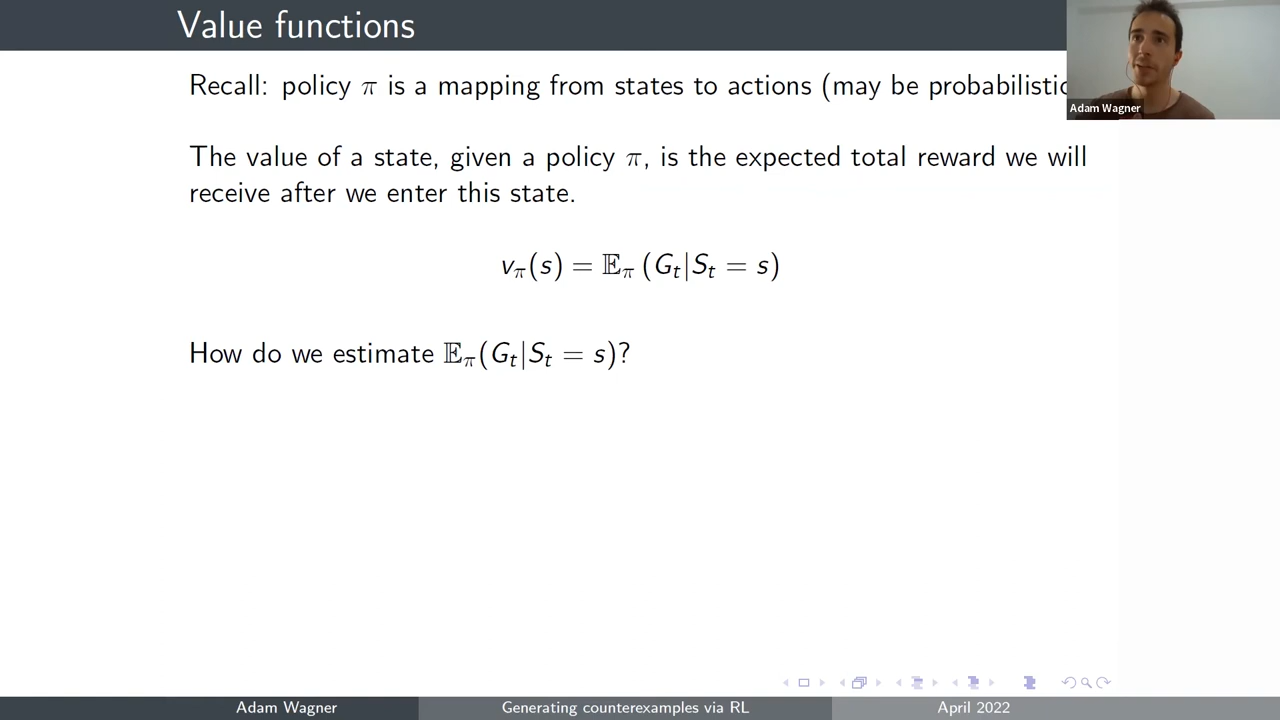 Value functions
Recall: policy π is a mapping from states to actions (may be probabilistic
Adam Wagner
The value of a state, given a policy π, is the expected total reward we will
receive after we enter this state.
v_π(s) = 𝔼_π (G_t|S_t = s)
How do we estimate 𝔼_π(G_t|S_t = s)?
Adam Wagner Generating counterexamples via RL April 2022